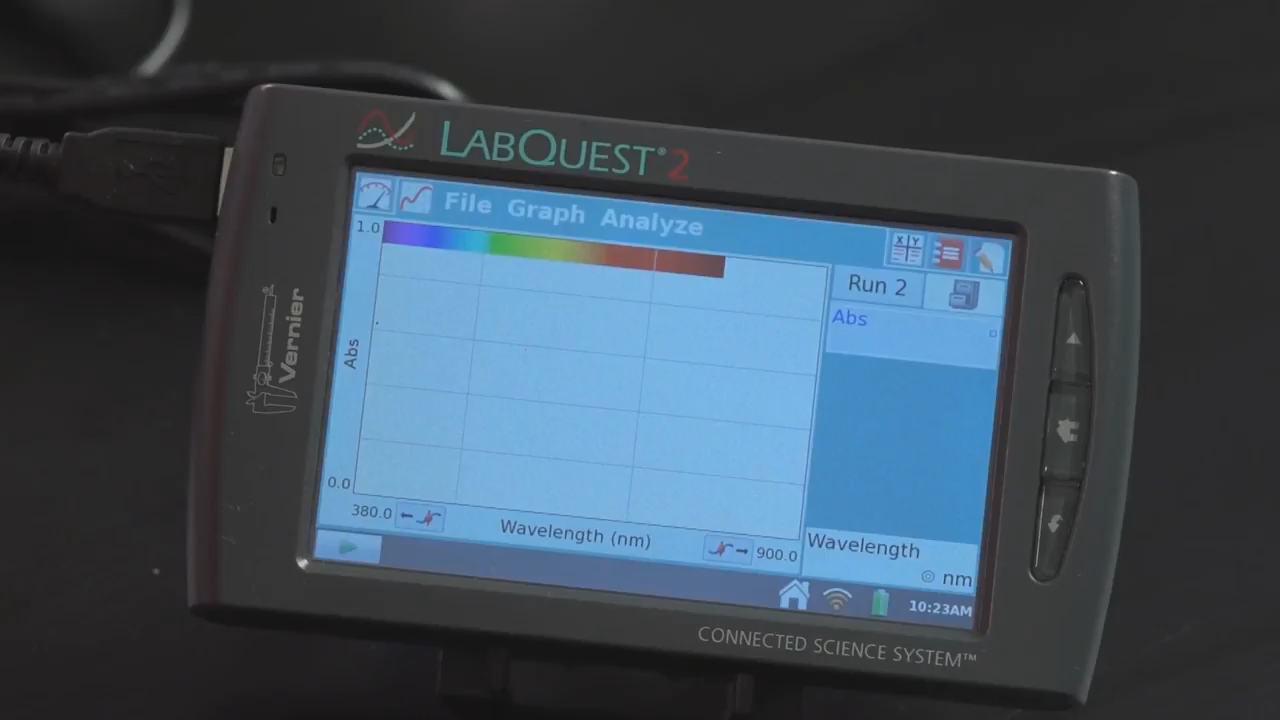 LABQUEST® 2
Vernier
File Graph Analyze
X Y
1.0
Run 2
Abs
Abs
0.0
380.0
Wavelength (nm)
900.0
Wavelength
nm
10:23AM
CONNECTED SCIENCE SYSTEM™